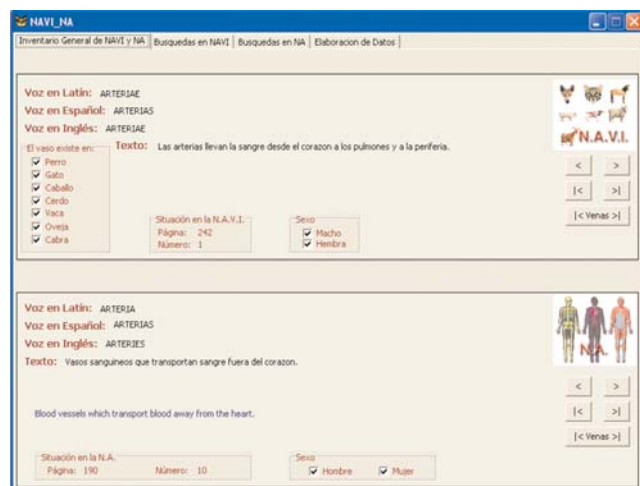 NAVI_NA
Inventario General de NAVI y NA Busquedas en NAVI Busquedas en NA Elaboracion de Datos
Voz en Latín: ARTERIAE
Voz en Español: ARTERIAS
Voz en Inglés: ARTERIAE
El vaso existe en:
Perro
Gato
Caballo
Cerdo
Vaca
Oveja
Cabra
Texto: Las arterias llevan la sangre desde el corazon a los pulmones y a la periferia.
Situación en la N.A.V.I.
Página: 242
Número: 1
Sexo
Macho
Hembra
N.A.V.I.
< >
|< >|
|< Venas >|
Voz en Latín: ARTERIA
Voz en Español: ARTERIAS
Voz en Inglés: ARTERIES
Texto: Vasos sanguineos que transportan sangre fuera del corazon.
Blood vessels which transport blood away from the heart.
Situación en la N.A.
Página: 190 Número: 10
Sexo
Hombre Mujer
N.A.
< >
|< >|
|< Venas >|